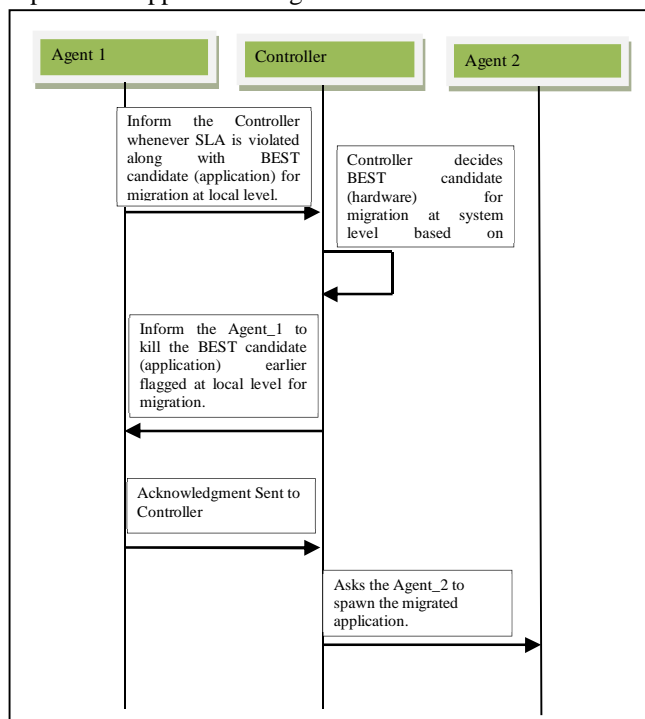 Agent 1
Controller
Agent 2
Inform the Controller
whenever SLA is violated
along with BEST
candidate (application) for
migration at local level.
Controller decides
BEST candidate
(hardware) for
migration at system
level based on
Inform the Agent_1 to
kill the BEST candidate
(application) earlier
flagged at local level for
migration.
Acknowledgment Sent to
Controller
Asks the Agent_2 to
spawn the migrated
application.